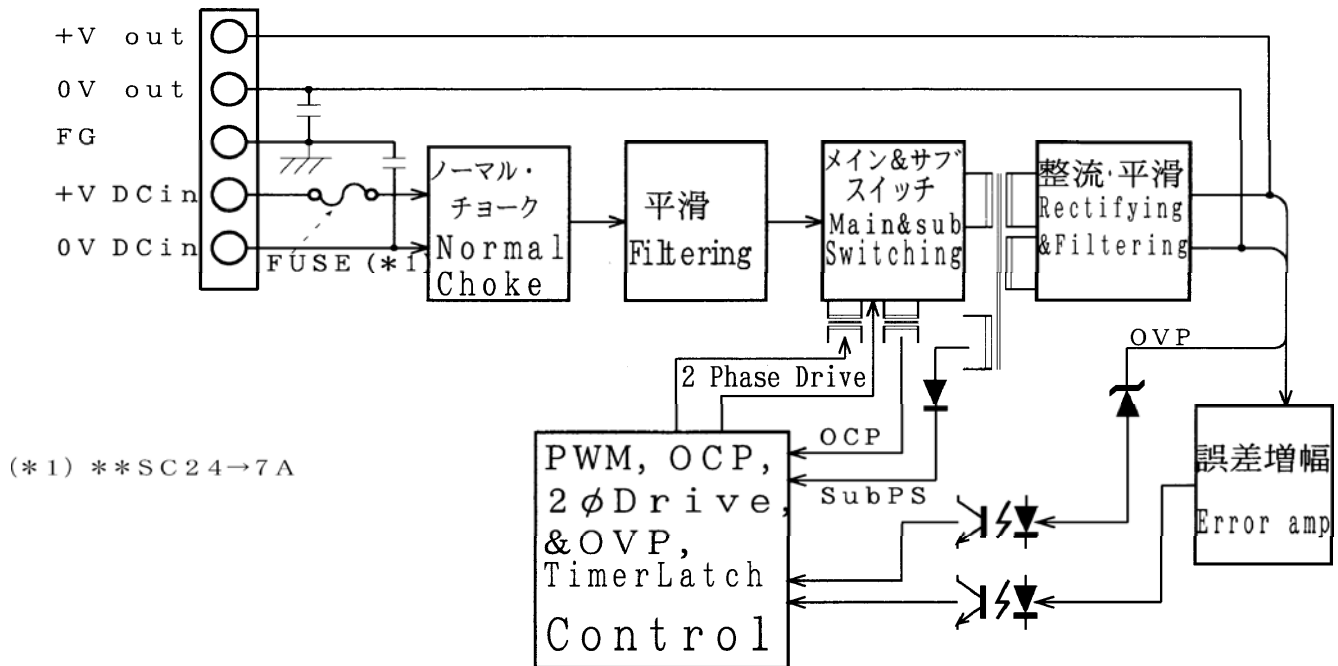 +V out
0V out
FG
+V DCin
0V DCin
FUSE (*1)
ノーマル・
チョーク
Normal
Choke
平滑
Filtering
メイン&サブ
スイッチ
Main&sub
Switching
整流・平滑
Rectifying
&Filtering
2 Phase Drive
OVP
OCP
SubPS
PWM, OCP,
2φDrive,
&OVP,
TimerLatch
Control
誤差増幅
Error amp
(*1) **SC24→7A